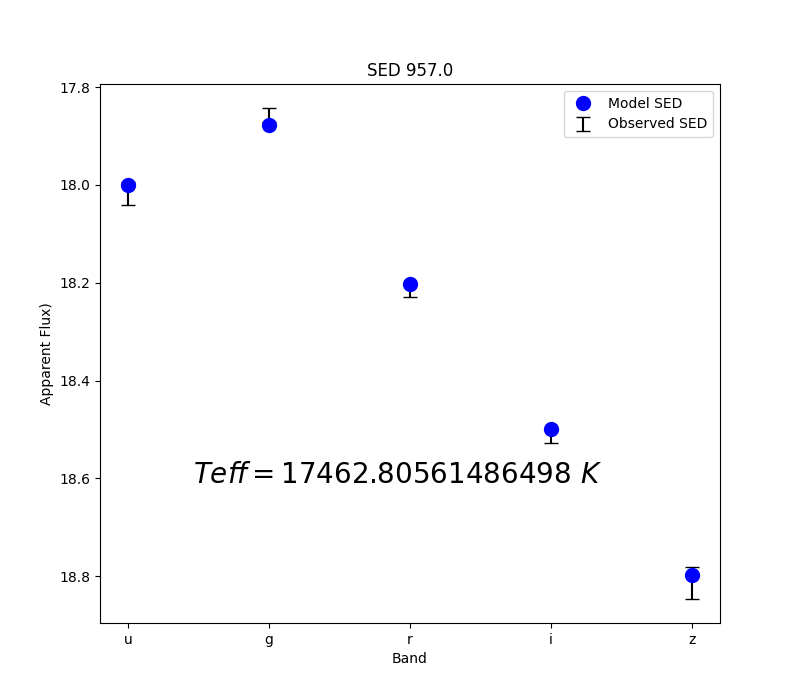 SED 957.0
17.8
18.0
18.2
18.4
18.6
18.8
Apparent Flux)
Model SED
Observed SED
Teff = 17462.80561486498 K
u g r i z
Band